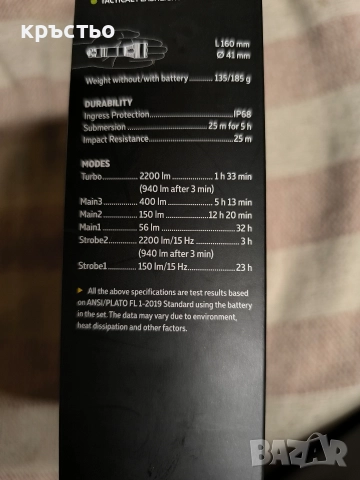 TACTICAL FLASHLIGHT
кръстьо
L 160 mm
Ø 41 mm
Weight without/with battery 135/185 g
DURABILITY
Ingress Protection IP68
Submersion 25 m for 5 h
Impact Resistance 25 m
MODES
Turbo 2200 lm 1 h 33 min
(940 lm after 3 min)
Main3 400 lm 5 h 13 min
Main2 150 lm 12 h 20 min
Main1 56 lm 32 h
Strobe2 2200 lm/15 Hz 3 h
(940 lm after 3 min)
Strobe1 150 lm/15 Hz 23 h
▶ All the above specifications are test results based
on ANSI/PLATO FL 1-2019 Standard using the battery
in the set. The data may vary due to environment,
heat dissipation and other factors.
BAZAR